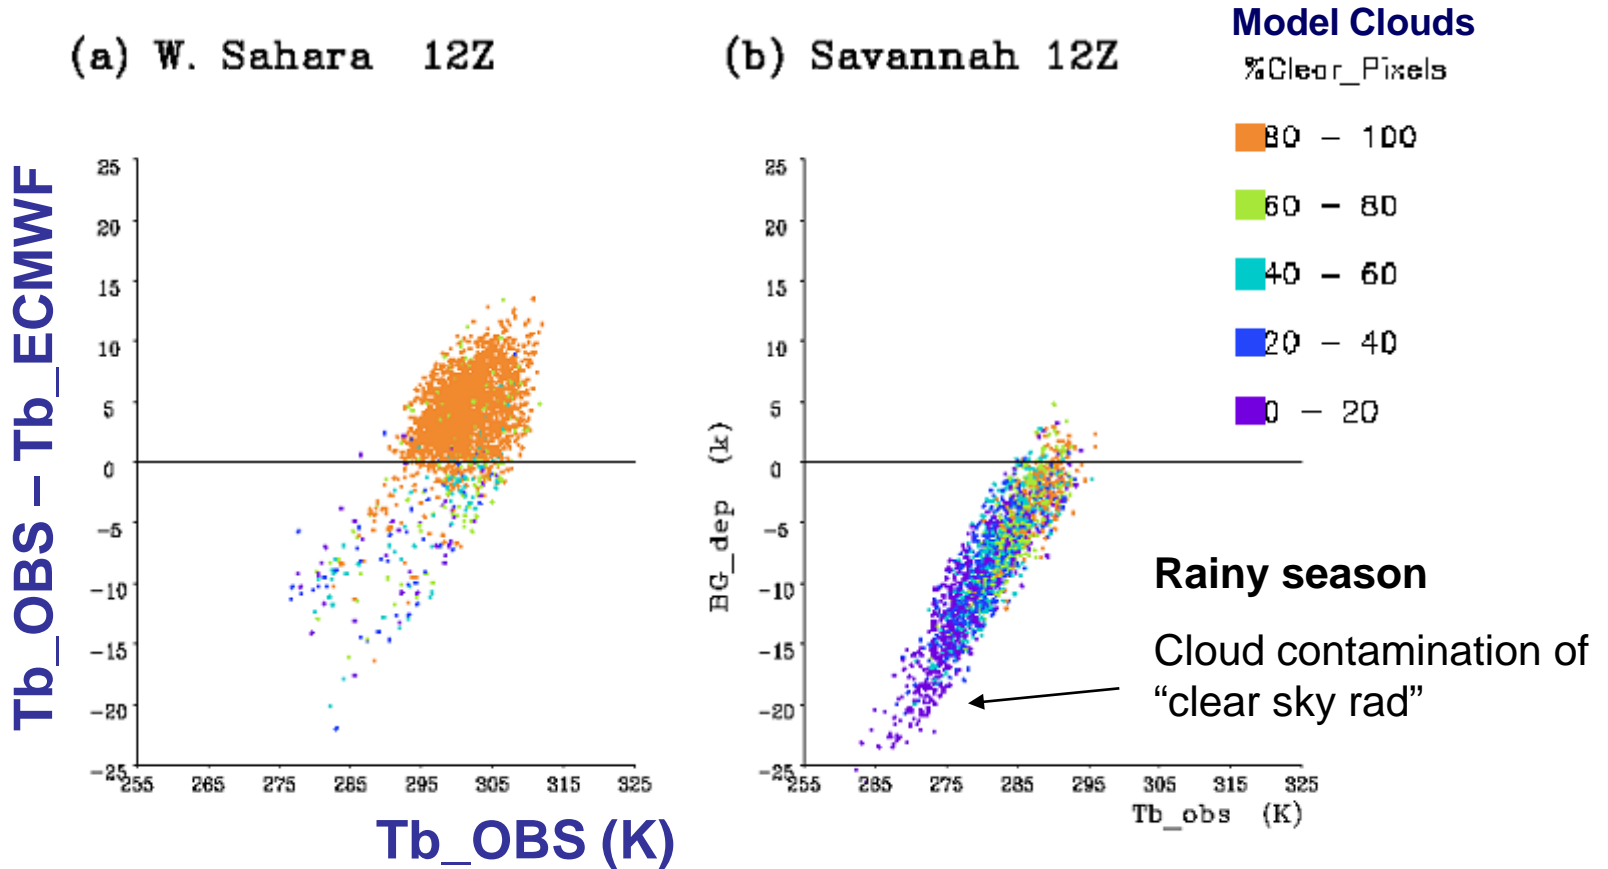 (a) W. Sahara 12Z
(b) Savannah 12Z
Model Clouds
%Clear_Pixels
80 – 100
60 – 80
40 – 60
20 – 40
0 – 20
Tb_OBS – Tb_ECMWF
25
20
15
10
5
0
-5
-10
-15
-20
-25
255 265 275 285 295 305 315 325
Tb_OBS (K)
BG_dep (k)
25
20
15
10
5
0
-5
-10
-15
-20
-25
255 265 275 285 295 305 315 325
Tb_obs (K)
Rainy season
Cloud contamination of
“clear sky rad”